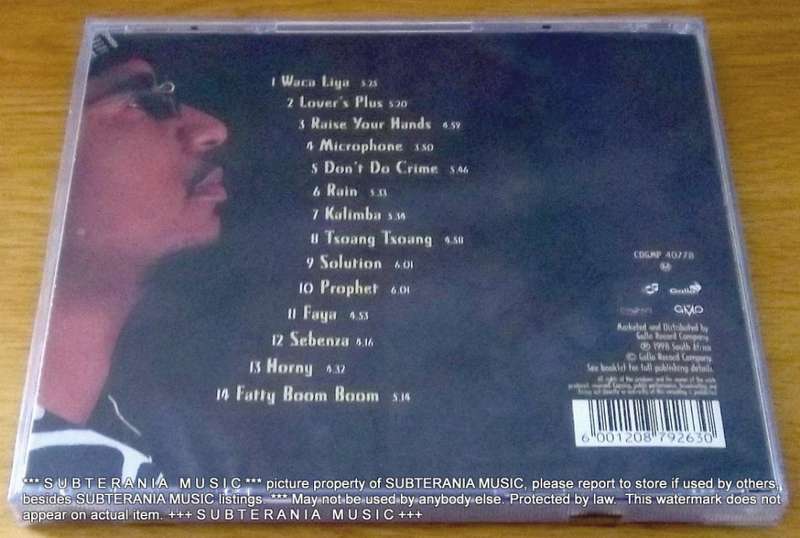 1 Waca Liya 5.25
2 Lover's Plus 5.20
3 Raise Your Hands 4.59
4 Microphone 3.50
5 Don't Do Crime 5.46
6 Rain 5.33
7 Kalimba 5.38
8 Tsoang Tsoang 4.50
9 Solution 6.01
10 Prophet 6.01
11 Faya 4.53
12 Sebenza 4.16
13 Horny 4.32
14 Fatty Boom Boom 5.14
CDGMP 40778
Gallo
GMP
Marketed and Distributed by
Gallo Record Company
℗ 1998 South Africa
© Gallo Record Company
See booklet for full publishing details
6 001208 792630
*** S U B T E R A N I A M U S I C *** picture property of SUBTERANIA MUSIC, please report to store if used by others,
besides SUBTERANIA MUSIC listings *** May not be used by anybody else. Protected by law. This watermark does not
appear on actual item. +++ S U B T E R A N I A M U S I C +++